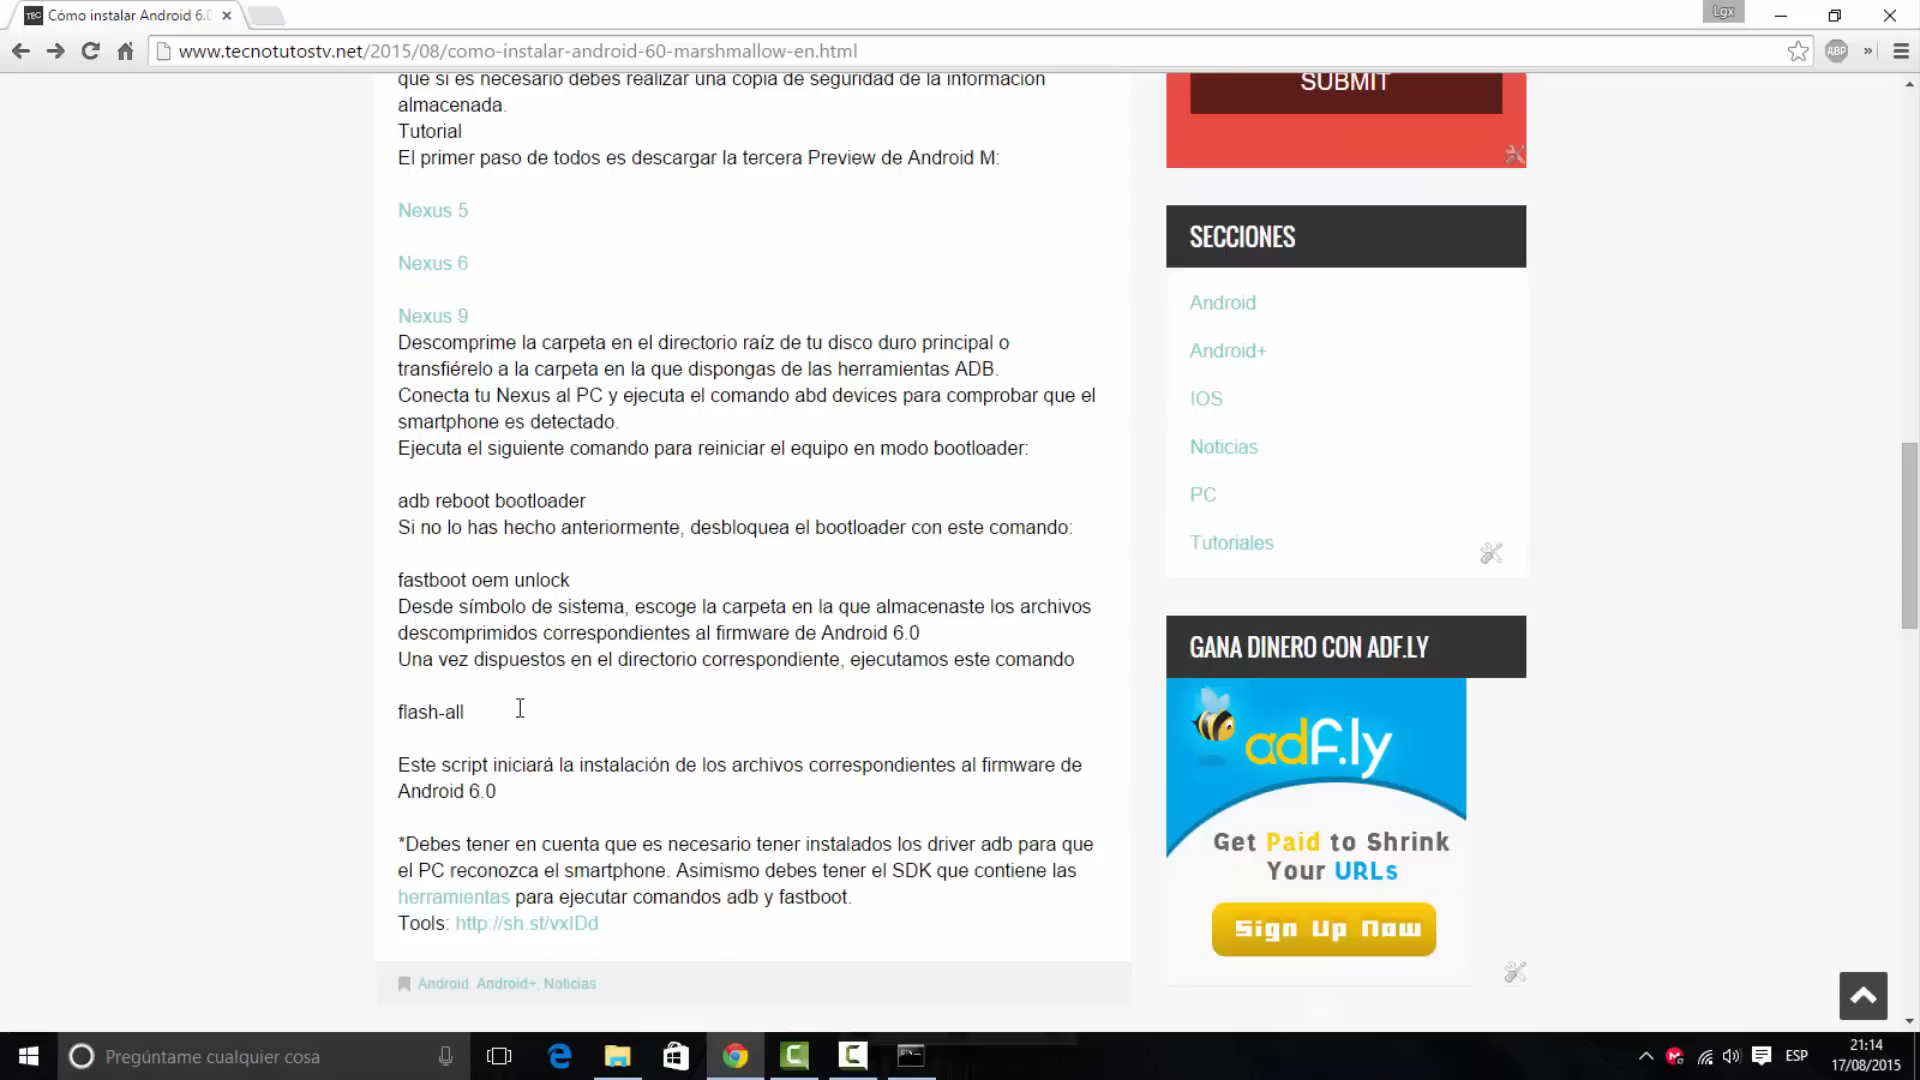 Cómo instalar Android 6.0
Lgx
www.tecnotutostv.net/2015/08/como-instalar-android-60-marshmallow-en.html
ABP
que si es necesario debes realizar una copia de seguridad de la información
almacenada.
Tutorial
El primer paso de todos es descargar la tercera Preview de Android M:
Nexus 5
Nexus 6
Nexus 9
Descomprime la carpeta en el directorio raíz de tu disco duro principal o
transfiérelo a la carpeta en la que dispongas de las herramientas ADB.
Conecta tu Nexus al PC y ejecuta el comando abd devices para comprobar que el
smartphone es detectado.
Ejecuta el siguiente comando para reiniciar el equipo en modo bootloader:
adb reboot bootloader
Si no lo has hecho anteriormente, desbloquea el bootloader con este comando:
fastboot oem unlock
Desde símbolo de sistema, escoge la carpeta en la que almacenaste los archivos
descomprimidos correspondientes al firmware de Android 6.0
Una vez dispuestos en el directorio correspondiente, ejecutamos este comando
flash-all
Este script iniciará la instalación de los archivos correspondientes al firmware de
Android 6.0
*Debes tener en cuenta que es necesario tener instalados los driver adb para que
el PC reconozca el smartphone. Asimismo debes tener el SDK que contiene las
herramientas para ejecutar comandos adb y fastboot.
Tools: http://sh.st/vxIDd
Android, Android+, Noticias
SUBMIT
SECCIONES
Android
Android+
IOS
Noticias
PC
Tutoriales
GANA DINERO CON ADF.LY
adf.ly
Get Paid to Shrink
Your URLs
Sign Up Now
Pregúntame cualquier cosa
ESP
21:14
17/08/2015